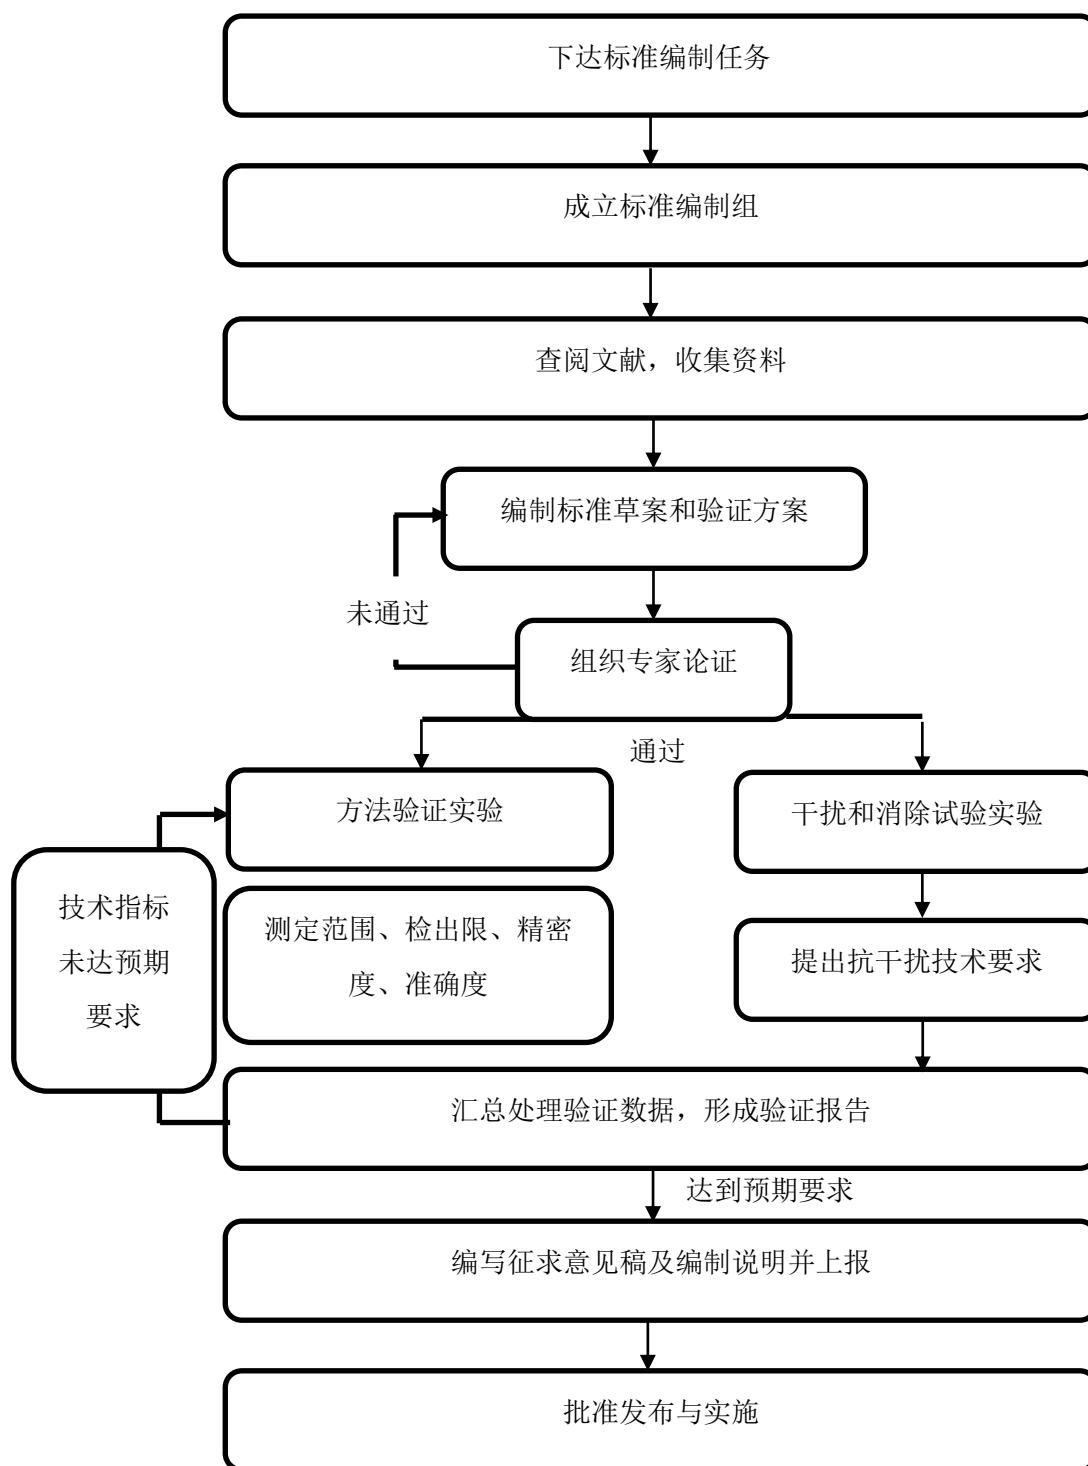 下达标准编制任务
成立标准编制组
查阅文献，收集资料
编制标准草案和验证方案
未通过
组织专家论证
通过
方法验证实验
干扰和消除试验实验
技术指标
未达预期
要求
测定范围、检出限、精密
度、准确度
提出抗干扰技术要求
汇总处理验证数据，形成验证报告
达到预期要求
编写征求意见稿及编制说明并上报
批准发布与实施